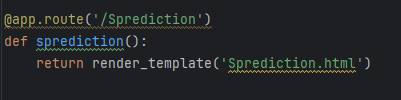 @app.route('/Sprediction')
def sprediction():
    return render_template('Sprediction.html')